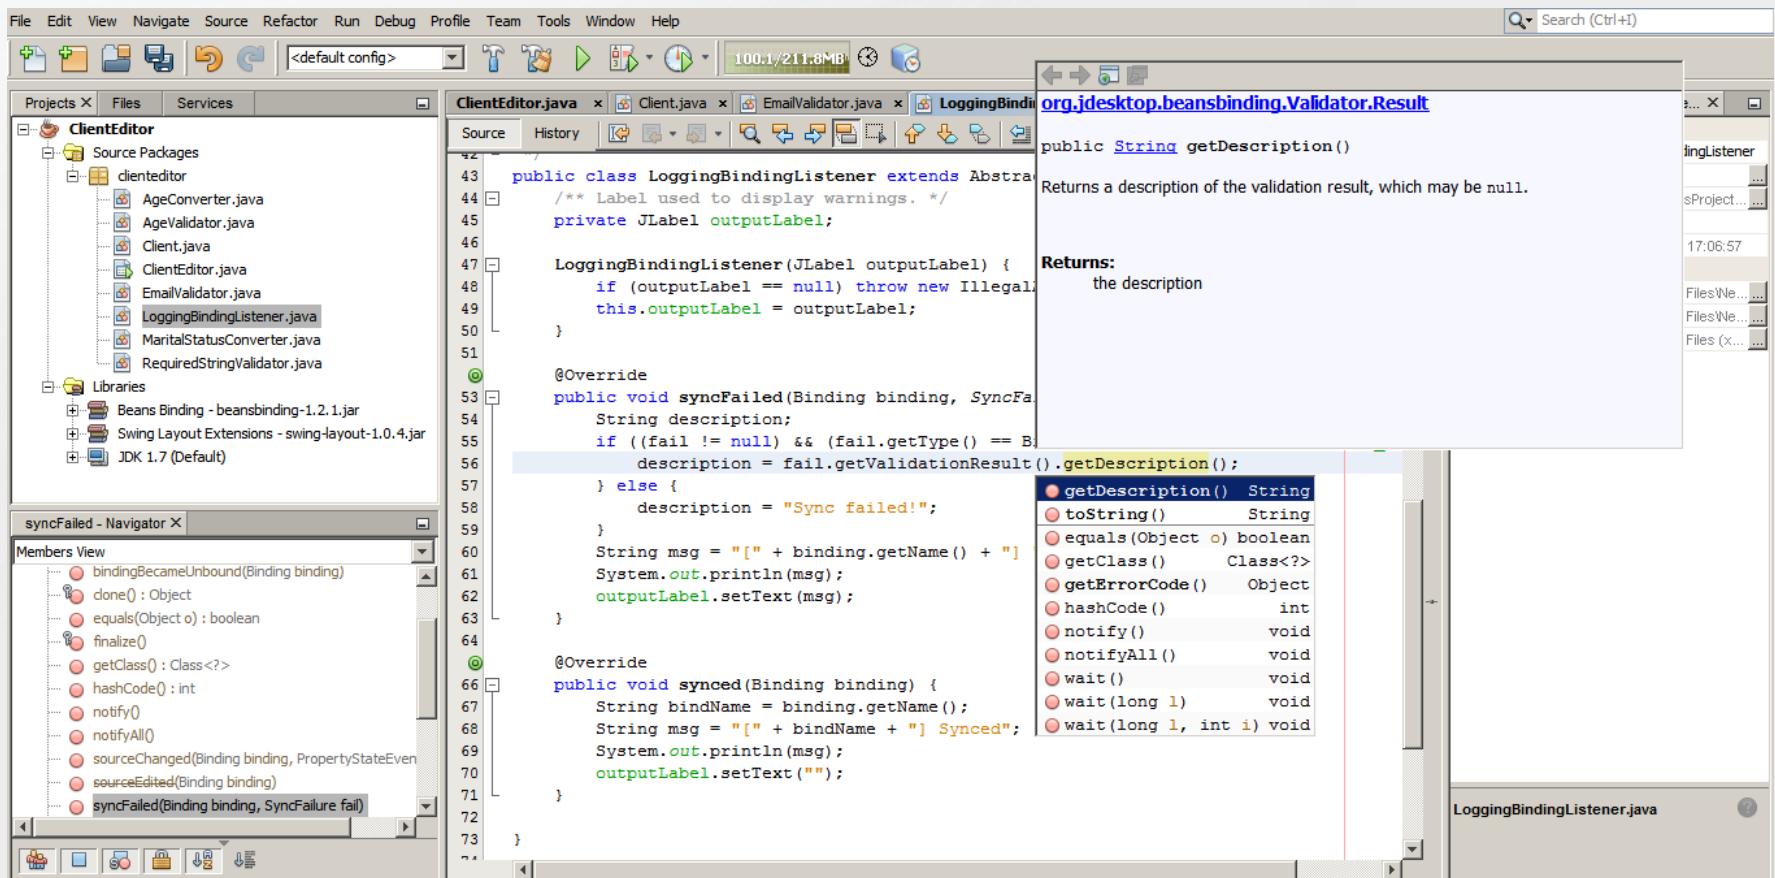 File Edit View Navigate Source Refactor Run Debug Profile Team Tools Window Help
Search (Ctrl+I)
<default config>
100.1/211.8MB
Projects X Files Services
ClientEditor
Source Packages
clienteditor
AgeConverter.java
AgeValidator.java
Client.java
ClientEditor.java
EmailValidator.java
LoggingBindingListener.java
MaritalStatusConverter.java
RequiredStringValidator.java
Libraries
Beans Binding - beansbinding-1.2.1.jar
Swing Layout Extensions - swing-layout-1.0.4.jar
JDK 1.7 (Default)
syncFailed - Navigator X
Members View
bindingBecameUnbound(Binding binding)
clone() : Object
equals(Object o) : boolean
finalize()
getClass() : Class<?>
hashCode() : int
notify()
notifyAll()
sourceChanged(Binding binding, PropertyStateEven
sourceEdited(Binding binding)
syncFailed(Binding binding, SyncFailure fail)
ClientEditor.java x Client.java x EmailValidator.java x LoggingBindi
Source History
42 */
43 public class LoggingBindingListener extends Abstra
44 /** Label used to display warnings. */
45 private JLabel outputLabel;
46
47 LoggingBindingListener(JLabel outputLabel) {
48 if (outputLabel == null) throw new Illegal
49 this.outputLabel = outputLabel;
50 }
51
@Override
53 public void syncFailed(Binding binding, SyncFa
54 String description;
55 if ((fail != null) && (fail.getType() == B
56 description = fail.getValidationResult().getDescription();
57 } else {
58 description = "Sync failed!";
59 }
60 String msg = "[" + binding.getName() + "]
61 System.out.println(msg);
62 outputLabel.setText(msg);
63 }
64
@Override
66 public void synced(Binding binding) {
67 String bindName = binding.getName();
68 String msg = "[" + bindName + "] Synced";
69 System.out.println(msg);
70 outputLabel.setText("");
71 }
72
73 }
org.jdesktop.beansbinding.Validator.Result
public String getDescription()
Returns a description of the validation result, which may be null.
Returns:
the description
getDescription() String
toString() String
equals(Object o) boolean
getClass() Class<?>
getErrorCode() Object
hashCode() int
notify() void
notifyAll() void
wait() void
wait(long l) void
wait(long l, int i) void
e... X
dingListener
...
sProject... ...
17:06:57
Files\Ne... ...
Files\Ne... ...
Files (x... ...
LoggingBindingListener.java